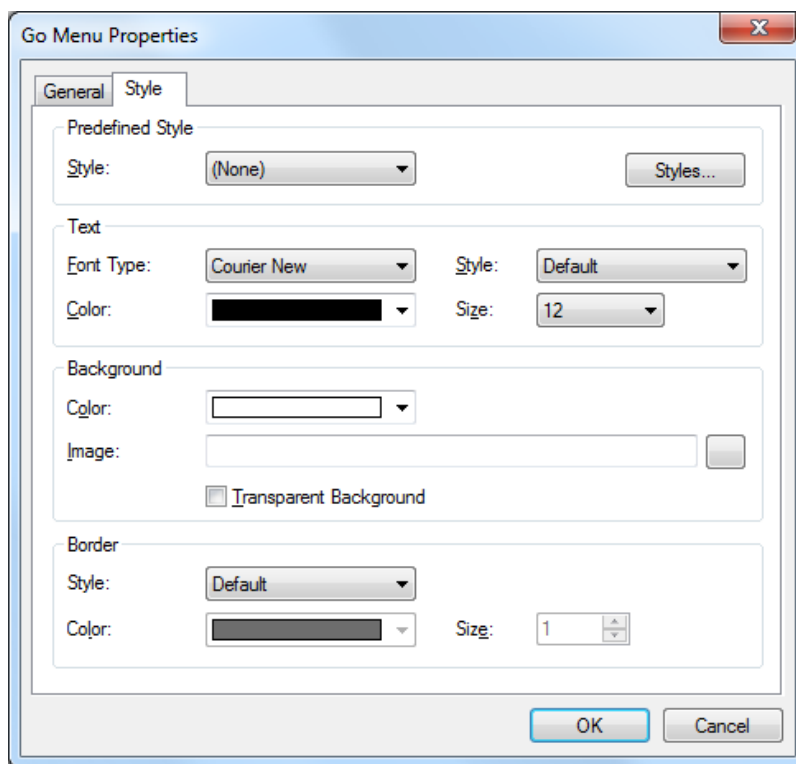 Go Menu Properties
General Style
Predefined Style
Style: (None) Styles...
Text
Font Type: Courier New Style: Default
Color: Size: 12
Background
Color:
Image:
Transparent Background
Border
Style: Default
Color: Size: 1
OK Cancel